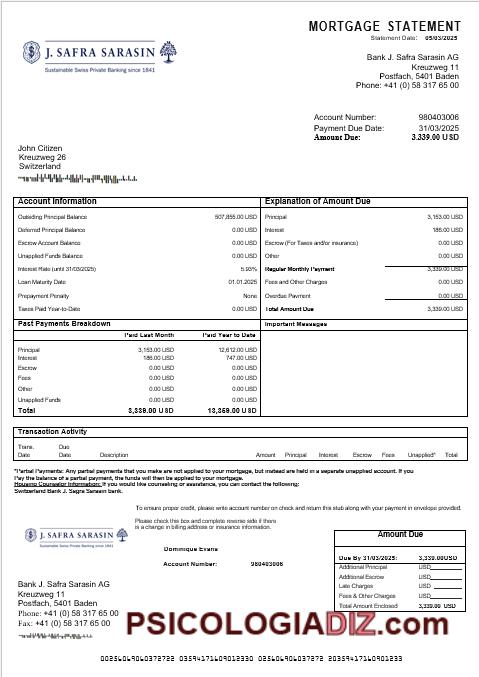 MORTGAGE STATEMENT
Statement Date: 05/03/2025
J. SAFRA SARASIN
Sustainable Swiss Private Banking since 1841
Bank J. Safra Sarasin AG
Kreuzweg 11
Postfach, 5401 Baden
Phone: +41 (0) 58 317 65 00
Account Number: 980403006
Payment Due Date: 31/03/2025
Amount Due: 3.339.00 USD
John Citizen
Kreuzweg 26
Switzerland
Account Information
Outsiding Principal Balance 507,855.00 USD
Deferred Principal Balance 0.00 USD
Escrow Account Balance 0.00 USD
Unapplied Funds Balance 0.00 USD
Interest Rate (until 31/03/2025) 5.93%
Loan Maturity Date 01.01.2025
Prepayment Penalty None
Taxes Paid Year-to-Date 0.00 USD
Explanation of Amount Due
Principal 3,153.00 USD
Interest 186.00 USD
Escrow (For Taxes and/or insurance) 0.00 USD
Other 0.00 USD
Regular Monthly Payment 3,339.00 USD
Fees and Other Charges 0.00 USD
Overdue Payment 0.00 USD
Total Amount Due 3,339.00 USD
Past Payments Breakdown
Paid Last Month Paid Year to Date
Principal 3,153.00 USD 12,612.00 USD
Interest 186.00 USD 747.00 USD
Escrow 0.00 USD 0.00 USD
Fees 0.00 USD 0.00 USD
Other 0.00 USD 0.00 USD
Unapplied Funds 0.00 USD 0.00 USD
Total 3,339.00 USD 13,359.00 USD
Important Messages
Transaction Activity
Trans. Date Due Date Description Amount Principal Interest Escrow Fees Unapplied* Total
*Partial Payments: Any partial payments that you make are not applied to your mortgage, but instead are held in a separate unapplied account. If you
Pay the balance of a partial payment, the funds will then be applied to your mortgage.
Housing Counselor Information: If you would like counseling or assistance, you can contact the following:
Switzerland Bank J. Safra Sarasin bank.
To ensure proper credit, please write account number on check and return this stub along with your payment in envelope provided.
Please check this box and complete reverse side if there
is a change in billing address or insurance information.
J. SAFRA SARASIN
Sustainable Swiss Private Banking since 1841
Dominique Evans
Account Number: 980403006
Amount Due
Due By 31/03/2025: 3,339.00USD
Additional Principal USD
Additional Escrow USD
Late Charges USD
Fees & Other Charges USD
Total Amount Enclosed 3,339.00 USD
Bank J. Safra Sarasin AG
Kreuzweg 11
Postfach, 5401 Baden
Phone: +41 (0) 58 317 65 00
Fax: +41 (0) 58 317 65 00
PSICOLOGIADIZ.com